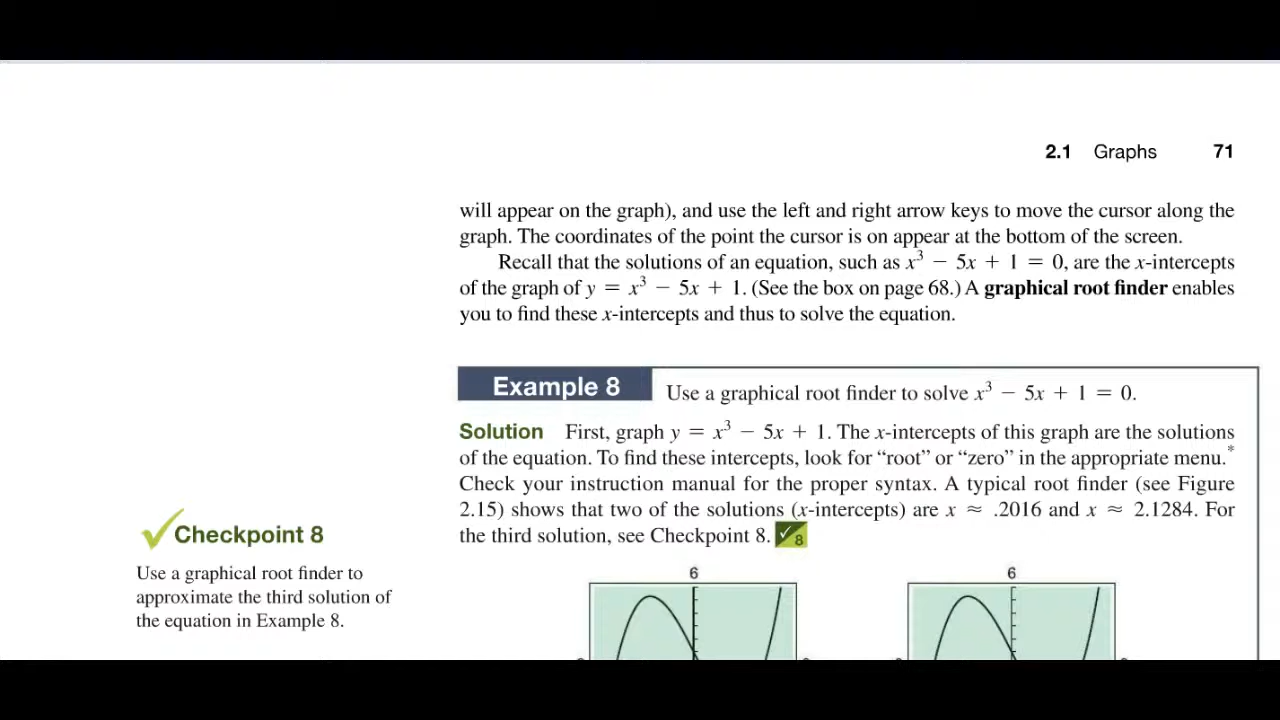 2.1 Graphs 71
will appear on the graph), and use the left and right arrow keys to move the cursor along the
graph. The coordinates of the point the cursor is on appear at the bottom of the screen.
Recall that the solutions of an equation, such as x³ − 5x + 1 = 0, are the x-intercepts
of the graph of y = x³ − 5x + 1. (See the box on page 68.) A graphical root finder enables
you to find these x-intercepts and thus to solve the equation.
Example 8 Use a graphical root finder to solve x³ − 5x + 1 = 0.
Solution First, graph y = x³ − 5x + 1. The x-intercepts of this graph are the solutions
of the equation. To find these intercepts, look for “root” or “zero” in the appropriate menu.*
Check your instruction manual for the proper syntax. A typical root finder (see Figure
2.15) shows that two of the solutions (x-intercepts) are x ≈ .2016 and x ≈ 2.1284. For
the third solution, see Checkpoint 8. ✓8
✓Checkpoint 8
Use a graphical root finder to
approximate the third solution of
the equation in Example 8.
6
6